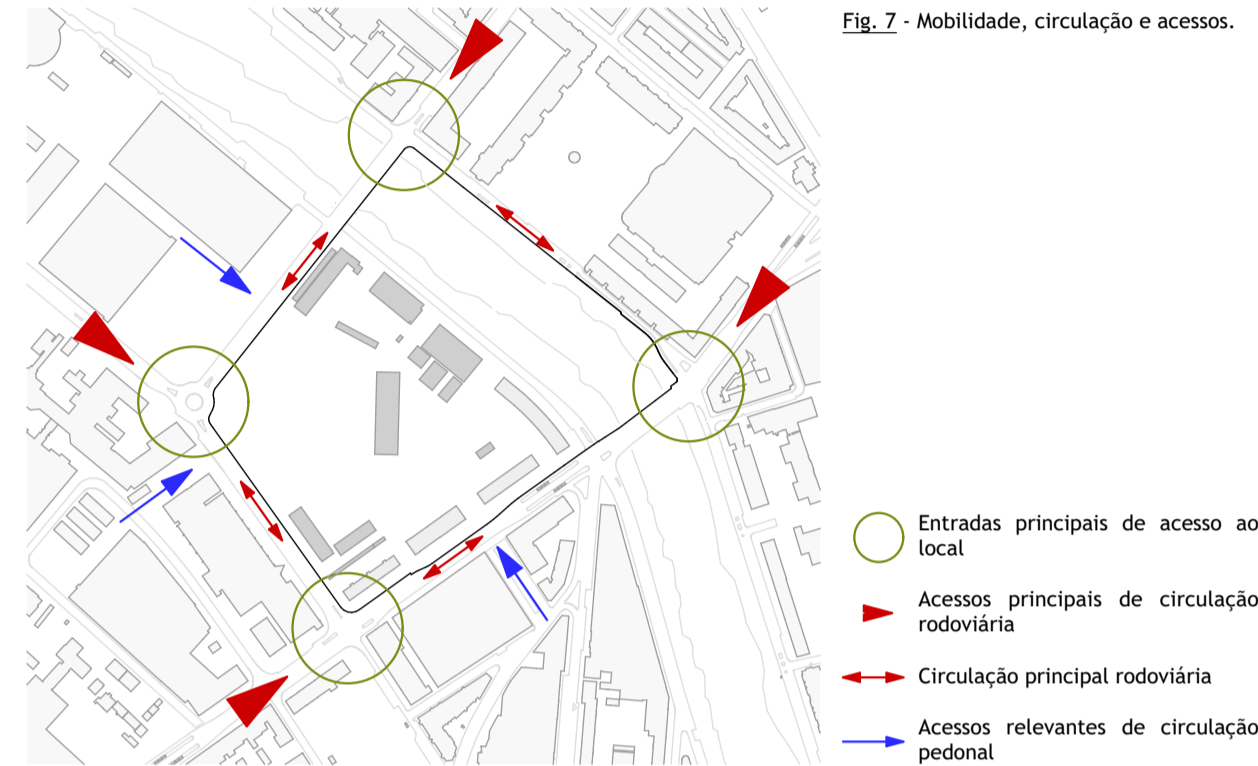 Fig. 7 - Mobilidade, circulação e acessos.
Entradas principais de acesso ao
local
Acessos principais de circulação
rodoviária
Circulação principal rodoviária
Acessos relevantes de circulação
pedonal